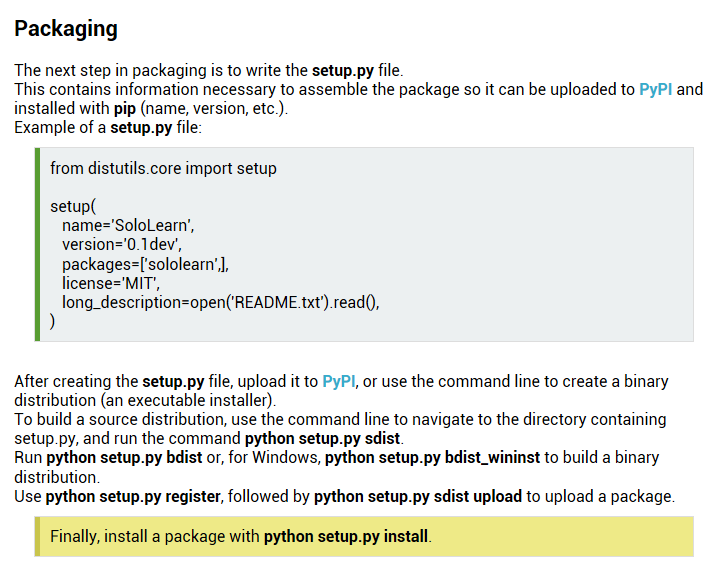 Packaging
The next step in packaging is to write the setup.py file.
This contains information necessary to assemble the package so it can be uploaded to PyPI and
installed with pip (name, version, etc.).
Example of a setup.py file:
from distutils.core import setup
setup(
name='SoloLearn',
version='0.1dev',
packages=['sololearn',],
license='MIT',
long_description=open('README.txt').read(),
)
After creating the setup.py file, upload it to PyPI, or use the command line to create a binary
distribution (an executable installer).
To build a source distribution, use the command line to navigate to the directory containing
setup.py, and run the command python setup.py sdist.
Run python setup.py bdist or, for Windows, python setup.py bdist_wininst to build a binary
distribution.
Use python setup.py register, followed by python setup.py sdist upload to upload a package.
Finally, install a package with python setup.py install.